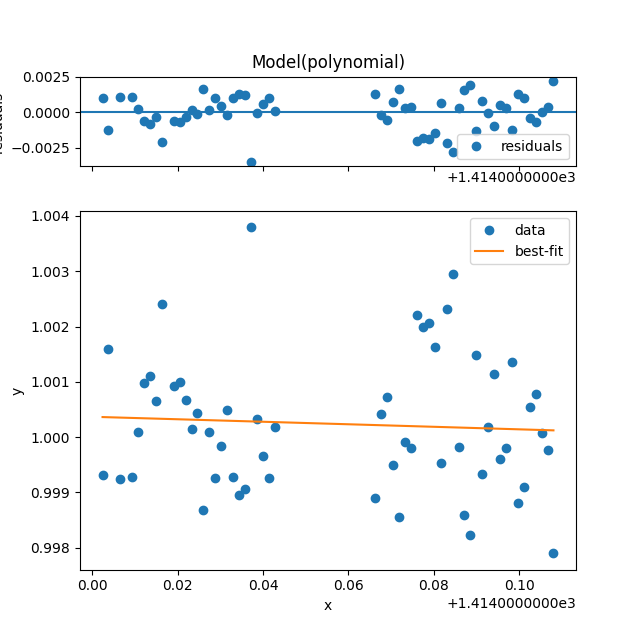 Model(polynomial)
0.0025
0.0000
−0.0025
residuals
residuals
+1.4140000000e3
1.004
1.003
1.002
1.001
1.000
0.999
0.998
y
data
best-fit
0.00
0.02
0.04
0.06
0.08
0.10
x
+1.4140000000e3